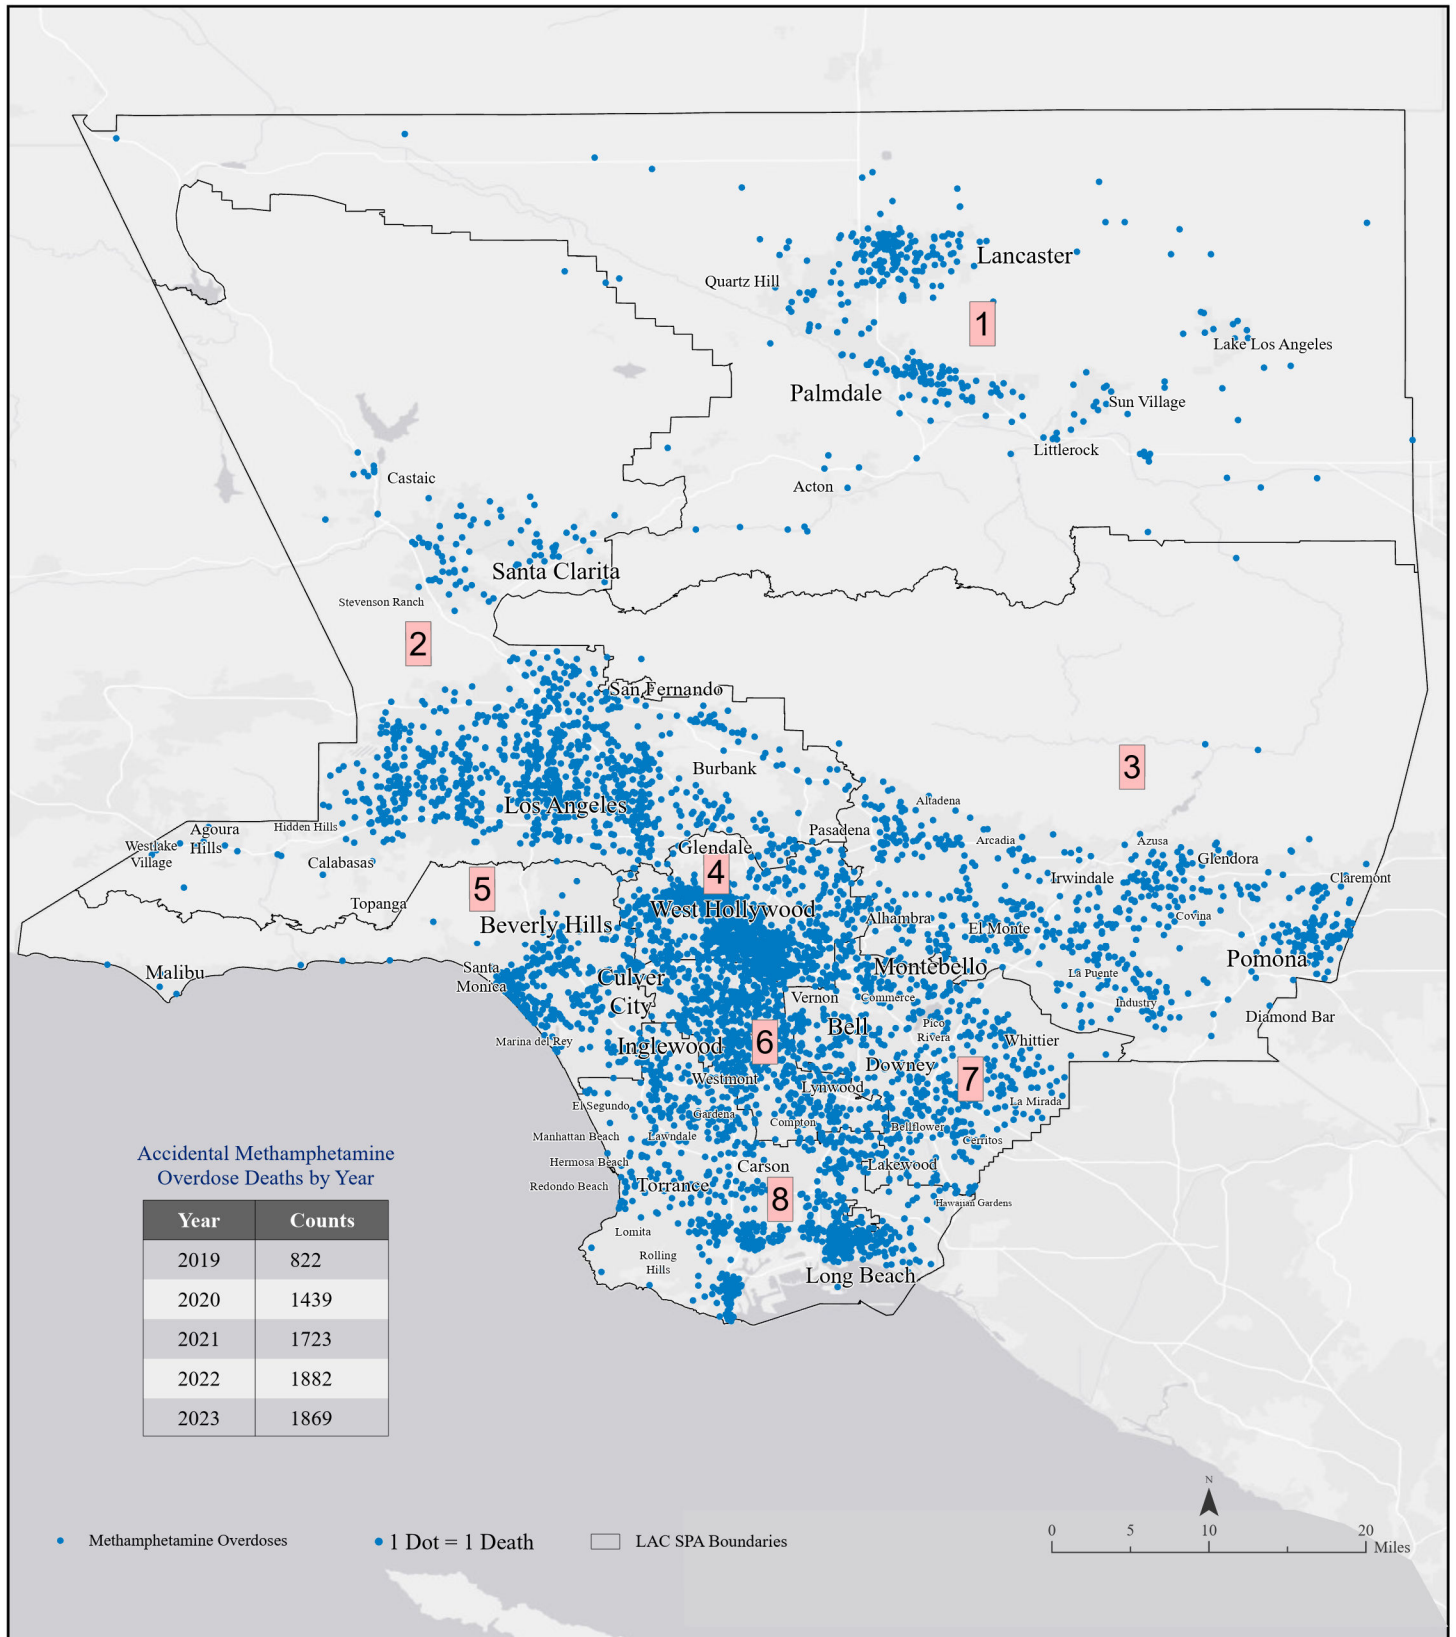 Lancaster
Quartz Hill
1
Lake Los Angeles
Palmdale
Sun Village
Littlerock
Castaic
Acton
Santa Clarita
Stevenson Ranch
2
San Fernando
3
Burbank
Los Angeles
Altadena
Hidden Hills
Agoura
Hills
Pasadena
Arcadia
Azusa
Westlake
Village
Glendale
Glendora
Calabasas
4
Irwindale
Claremont
5
Topanga
West Hollywood
Beverly Hills
Alhambra
El Monte
Covina
Pomona
Malibu
Santa
Monica
Culver
City
Montebello
La Puente
Vernon
Commerce
Industry
Diamond Bar
Marina del Rey
Inglewood
6
Bell
Pico
Rivera
Whittier
Westmont
Lynwood
Downey
7
La Mirada
El Segundo
Gardena
Compton
Bellflower
Manhattan Beach
Lawndale
Cerritos
Hermosa Beach
Carson
Lakewood
Redondo Beach
Torrance
8
Hawaiian Gardens
Lomita
Rolling
Hills
Long Beach
Accidental Methamphetamine
Overdose Deaths by Year
Year Counts
2019 822
2020 1439
2021 1723
2022 1882
2023 1869
N
Methamphetamine Overdoses
1 Dot = 1 Death
LAC SPA Boundaries
0 5 10 20
Miles